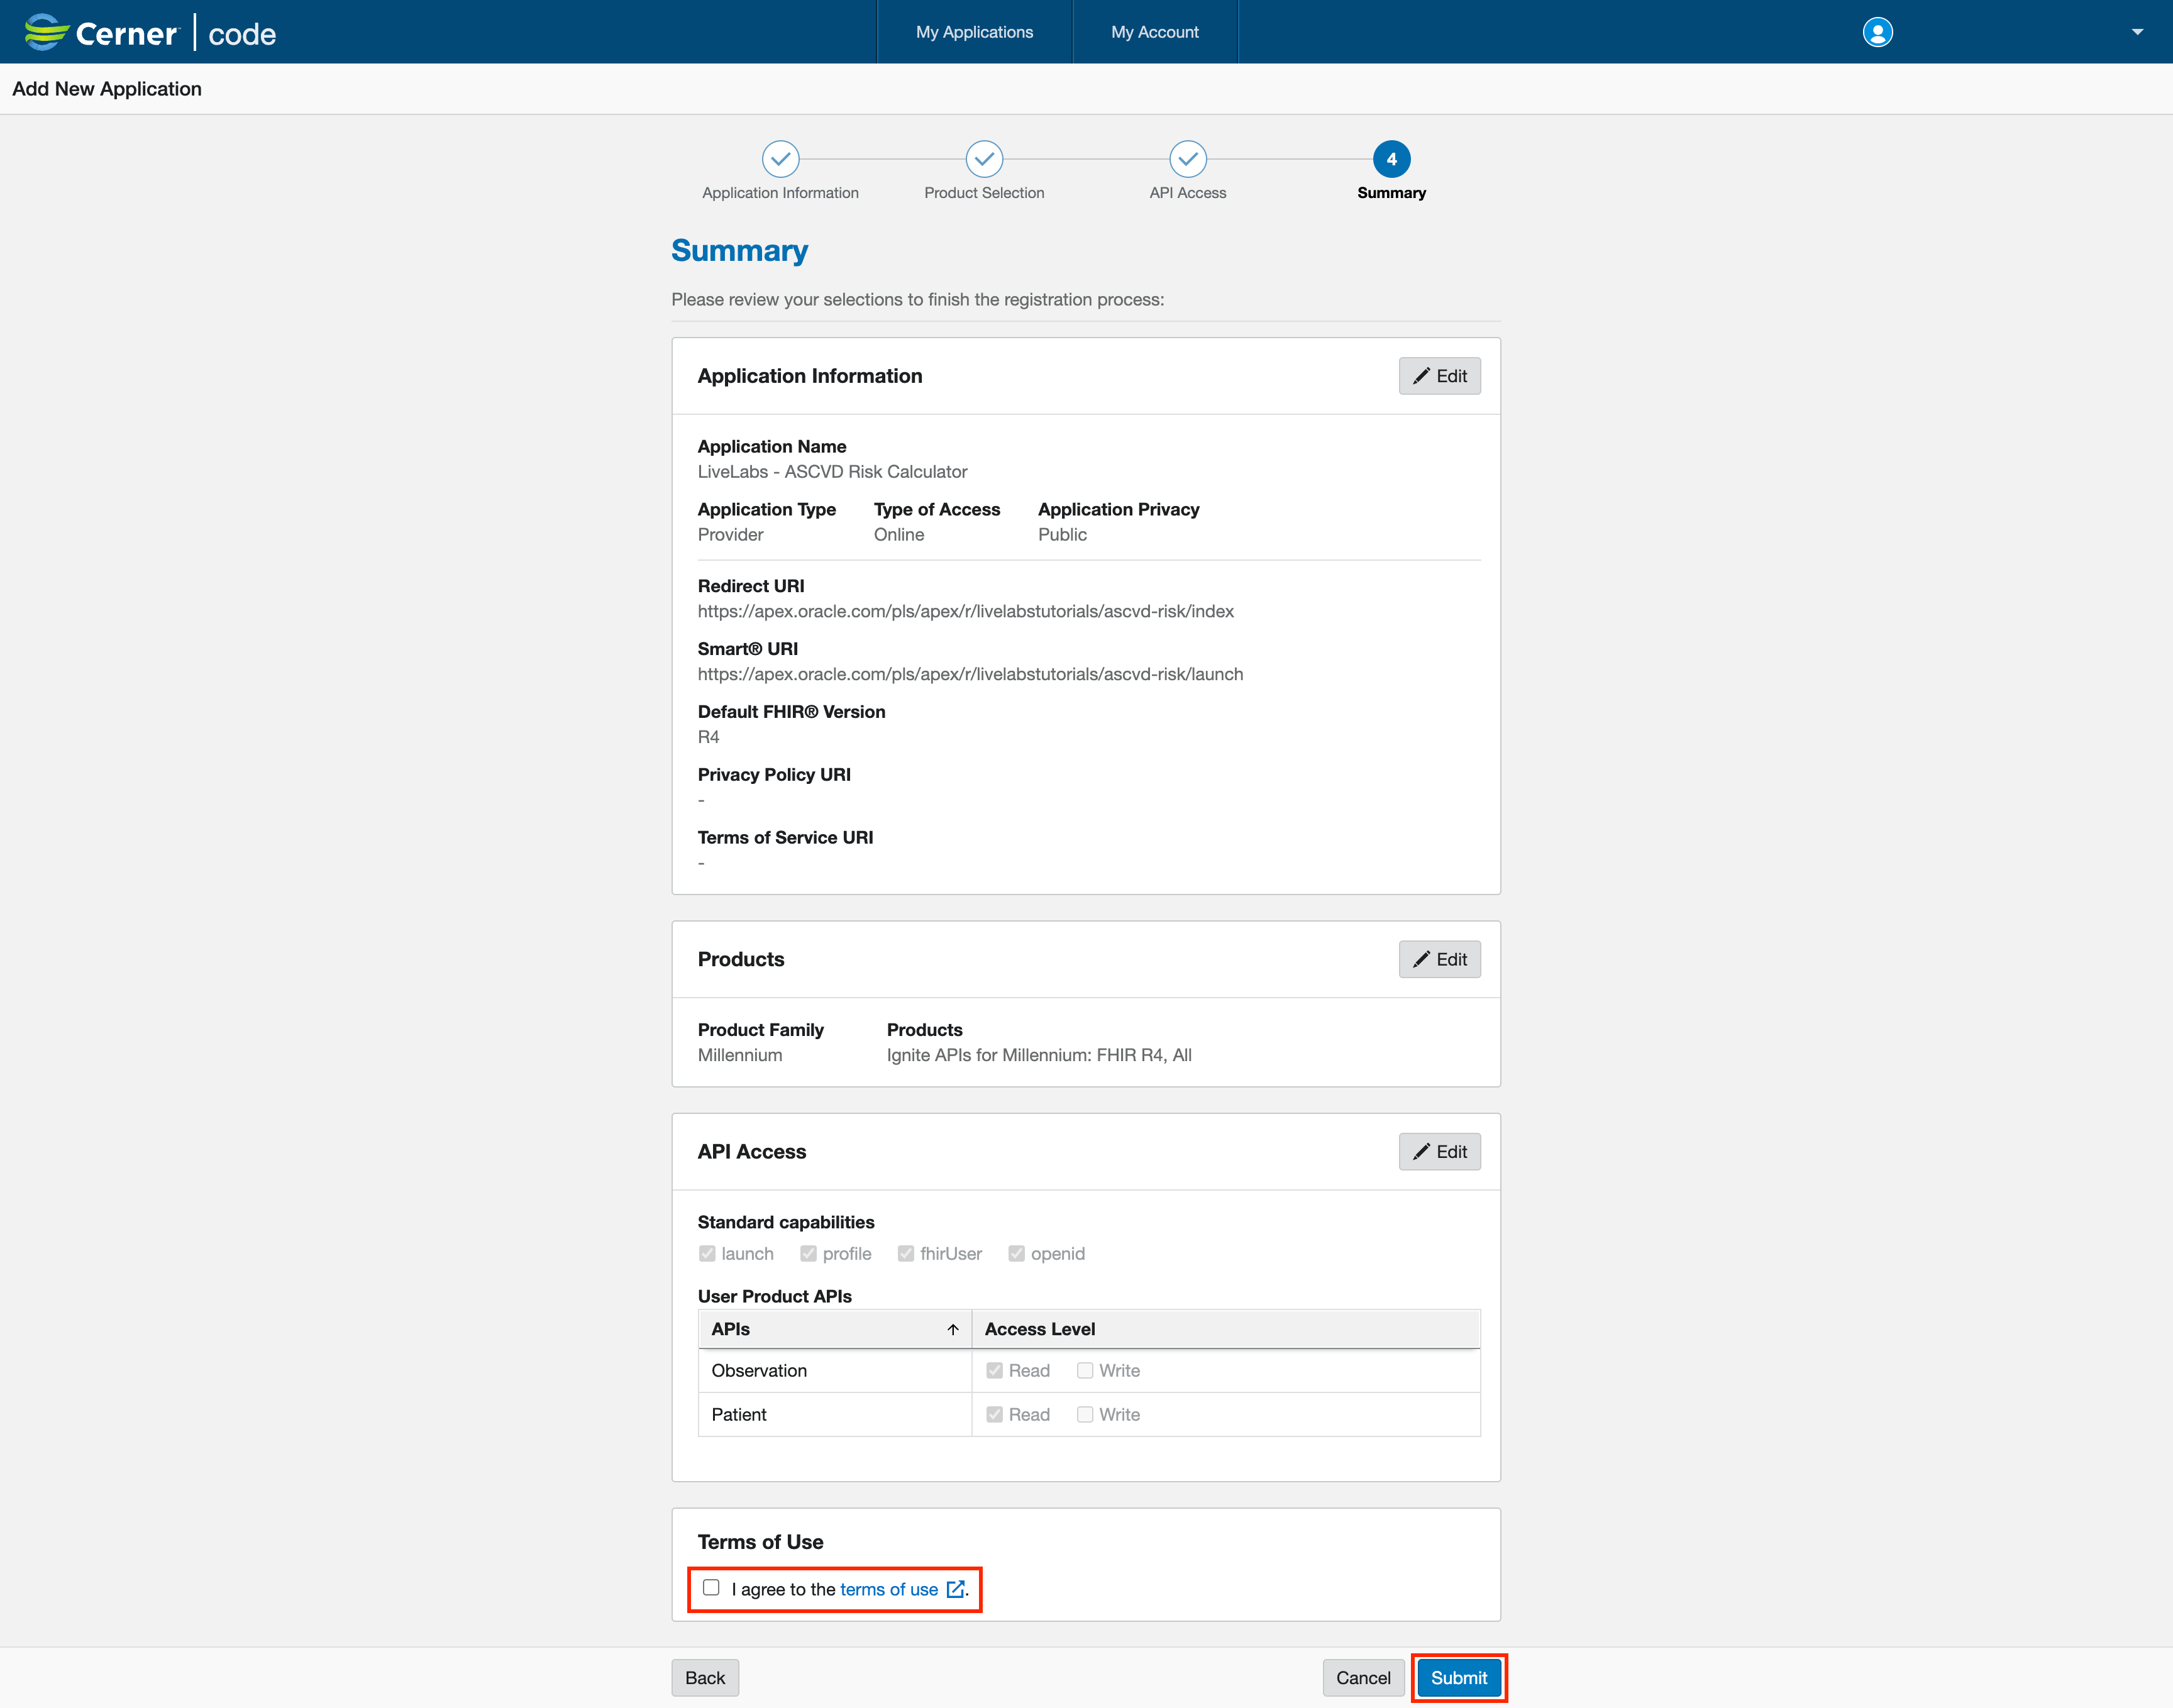 Cerner code
My Applications
My Account
Add New Application
Application Information
Product Selection
API Access
4
Summary
Summary
Please review your selections to finish the registration process:
Application Information
Edit
Application Name
LiveLabs - ASCVD Risk Calculator
Application Type Type of Access Application Privacy
Provider Online Public
Redirect URI
https://apex.oracle.com/pls/apex/r/livelabstutorials/ascvd-risk/index
Smart® URI
https://apex.oracle.com/pls/apex/r/livelabstutorials/ascvd-risk/launch
Default FHIR® Version
R4
Privacy Policy URI
-
Terms of Service URI
-
Products
Edit
Product Family Products
Millennium Ignite APIs for Millennium: FHIR R4, All
API Access
Edit
Standard capabilities
launch profile fhirUser openid
User Product APIs
APIs Access Level
Observation Read Write
Patient Read Write
Terms of Use
I agree to the terms of use .
Back
Cancel
Submit